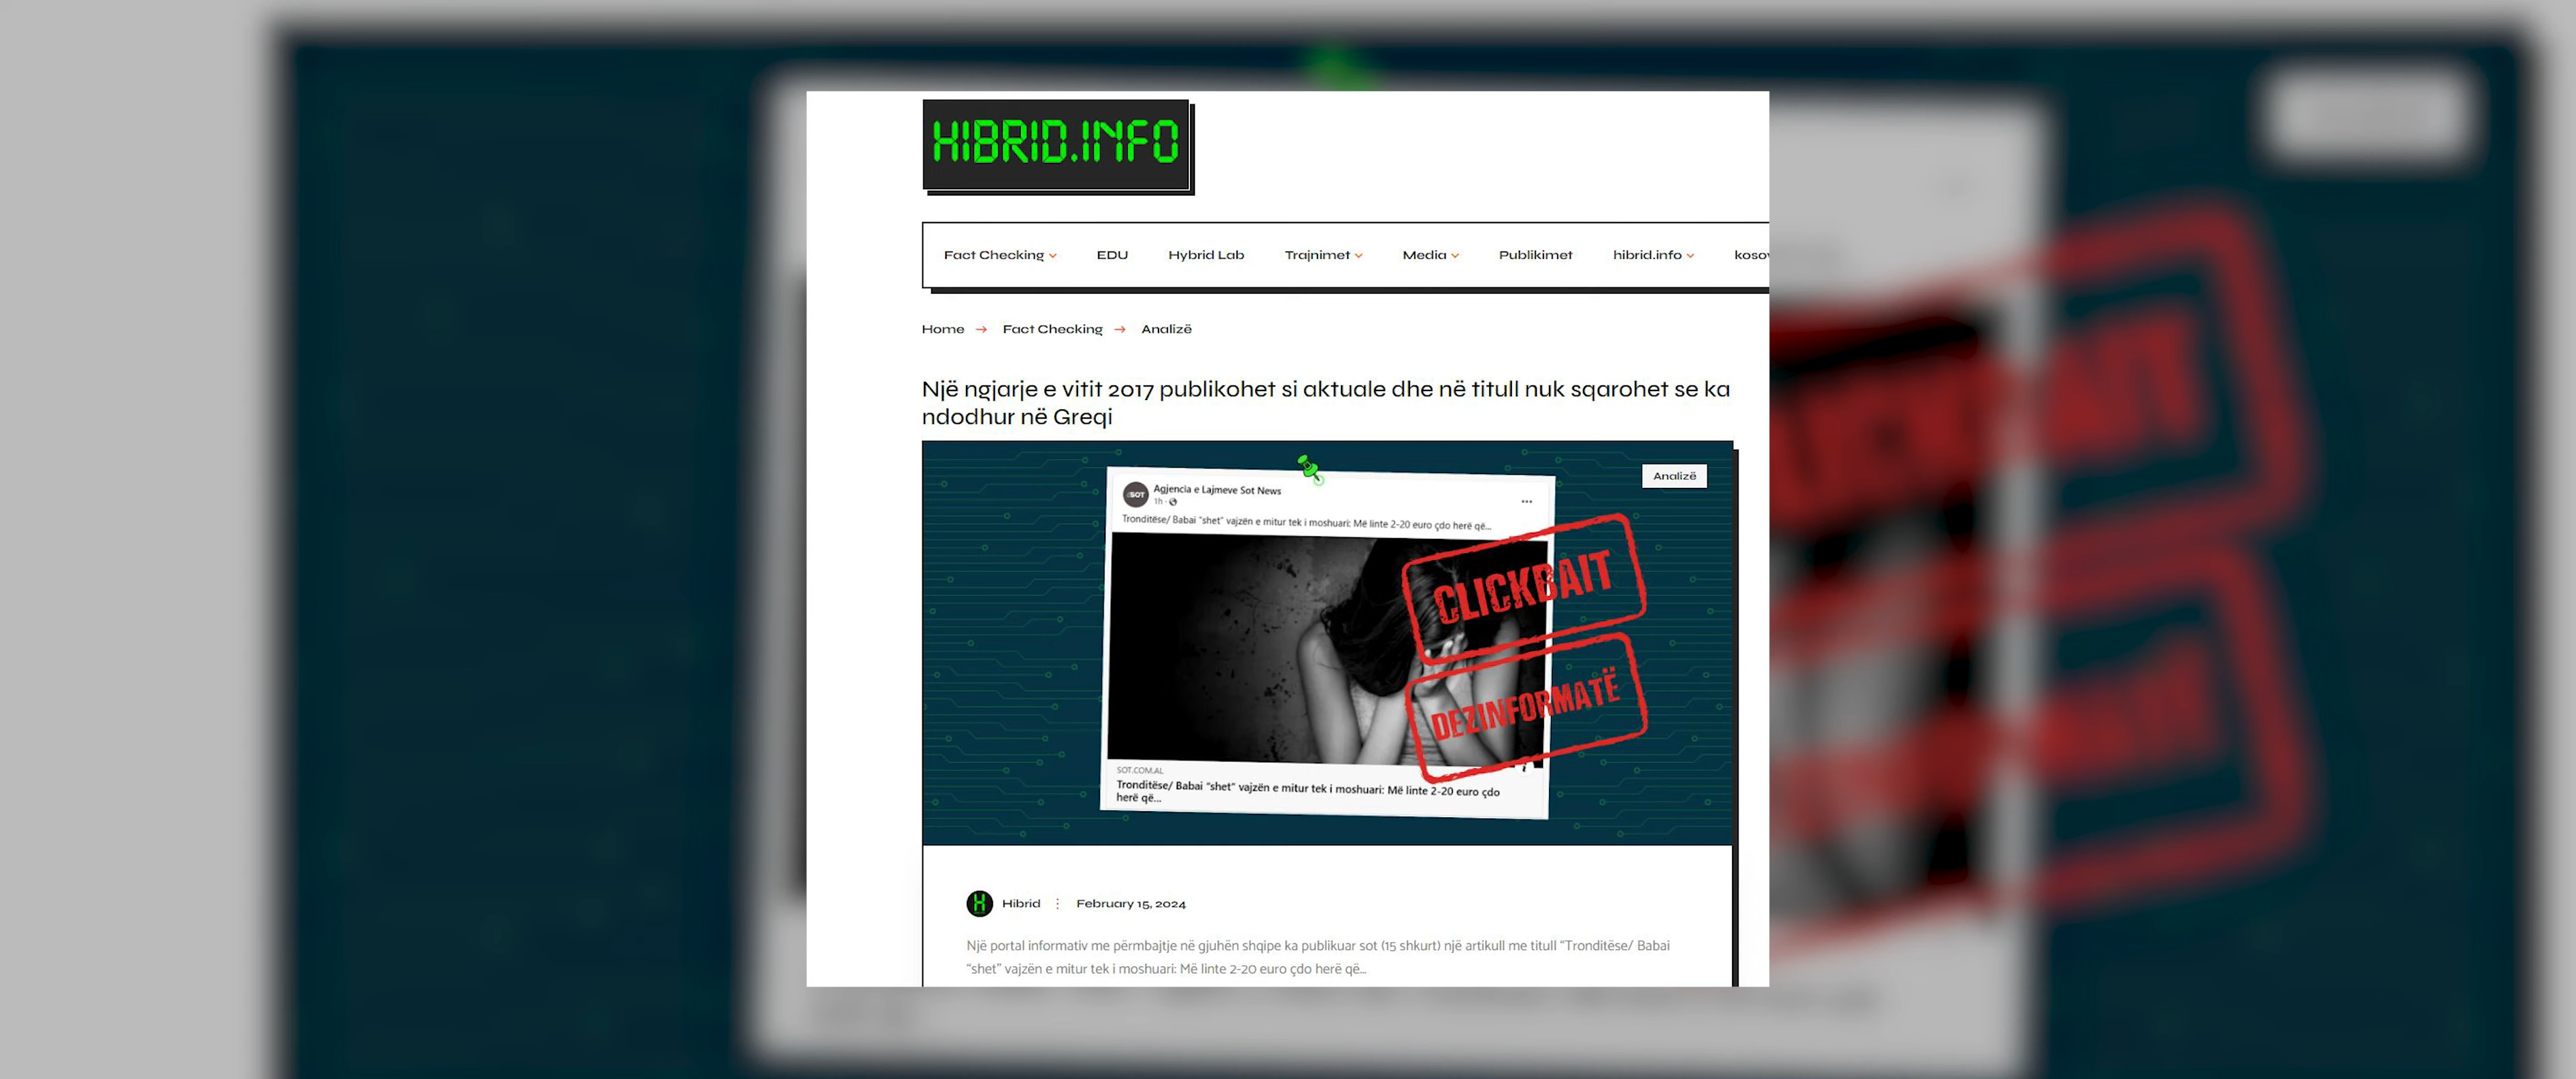 HIBRID.INFO
Fact Checking EDU Hybrid Lab Trajnimet Media Publikimet hibrid.info
Home → Fact Checking → Analizë
Një ngjarje e vitit 2017 publikohet si aktuale dhe në titull nuk sqarohet se ka
ndodhur në Greqi
Analizë
SOT
Agjencia e Lajmeve Sot News
1h ·
Tronditëse/ Babai "shet" vajzën e mitur tek i moshuari: Më linte 2-20 euro çdo herë që...
CLICKBAIT
DEZINFORMATË
SOT.COM.AL
Tronditëse/ Babai "shet" vajzën e mitur tek i moshuari: Më linte 2-20 euro çdo
herë që...
H Hibrid February 15, 2024
Një portal informativ me përmbajtje në gjuhën shqipe ka publikuar sot (15 shkurt) një artikull me titull “Tronditëse/ Babai
“shet” vajzën e mitur tek i moshuari: Më linte 2-20 euro çdo herë që…